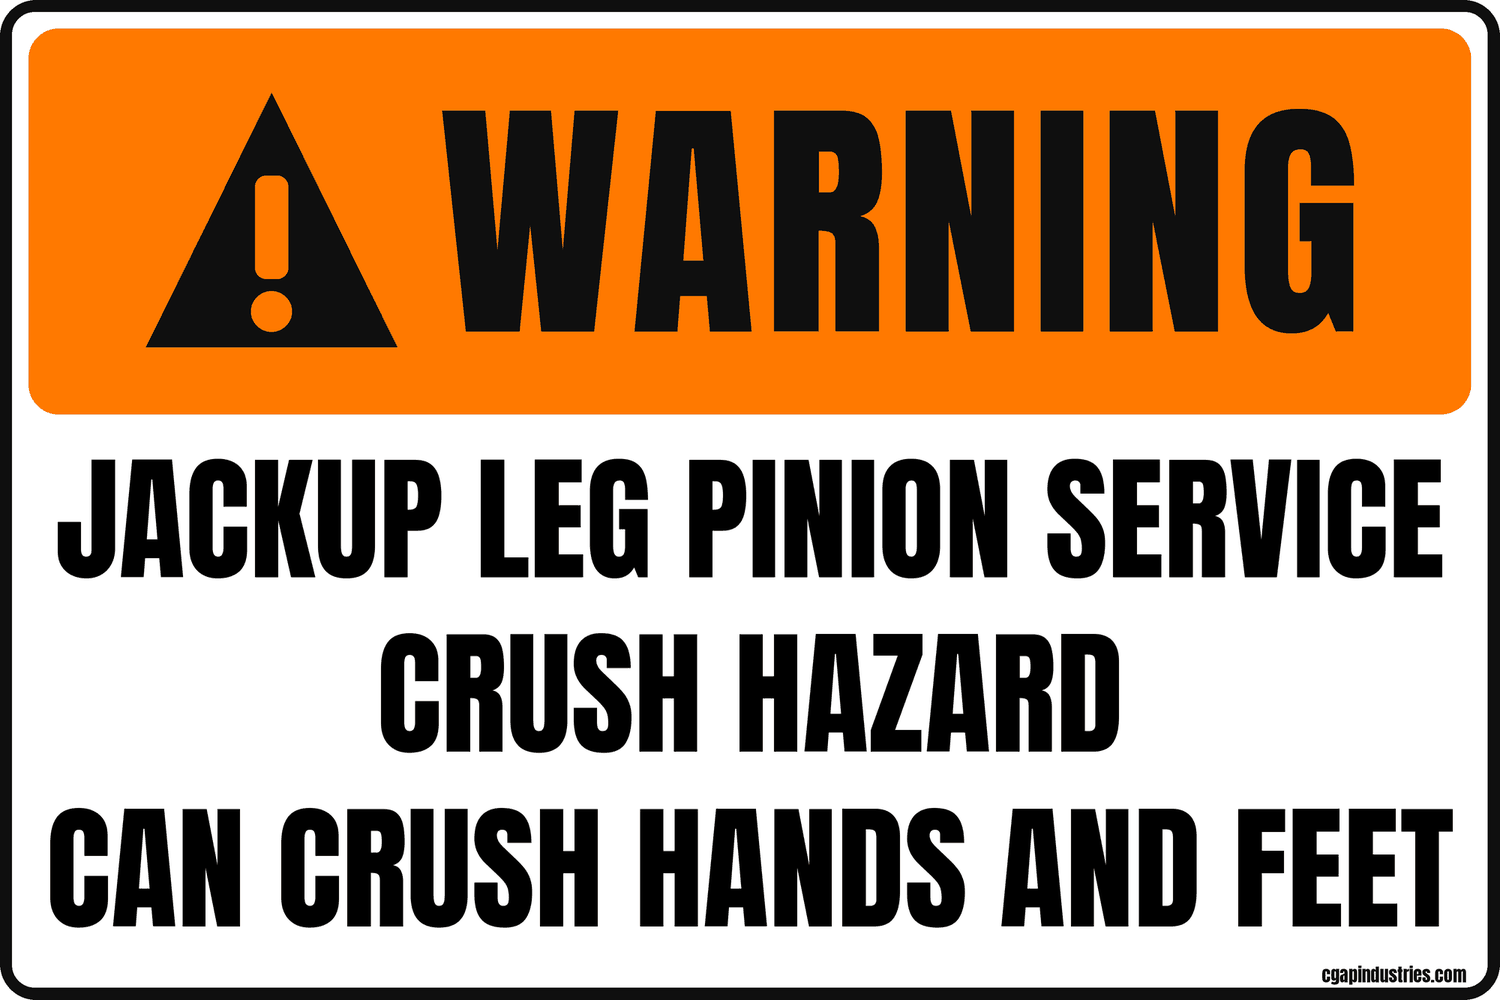 WARNING
JACKUP LEG PINION SERVICE
CRUSH HAZARD
CAN CRUSH HANDS AND FEET
cgapindustries.com